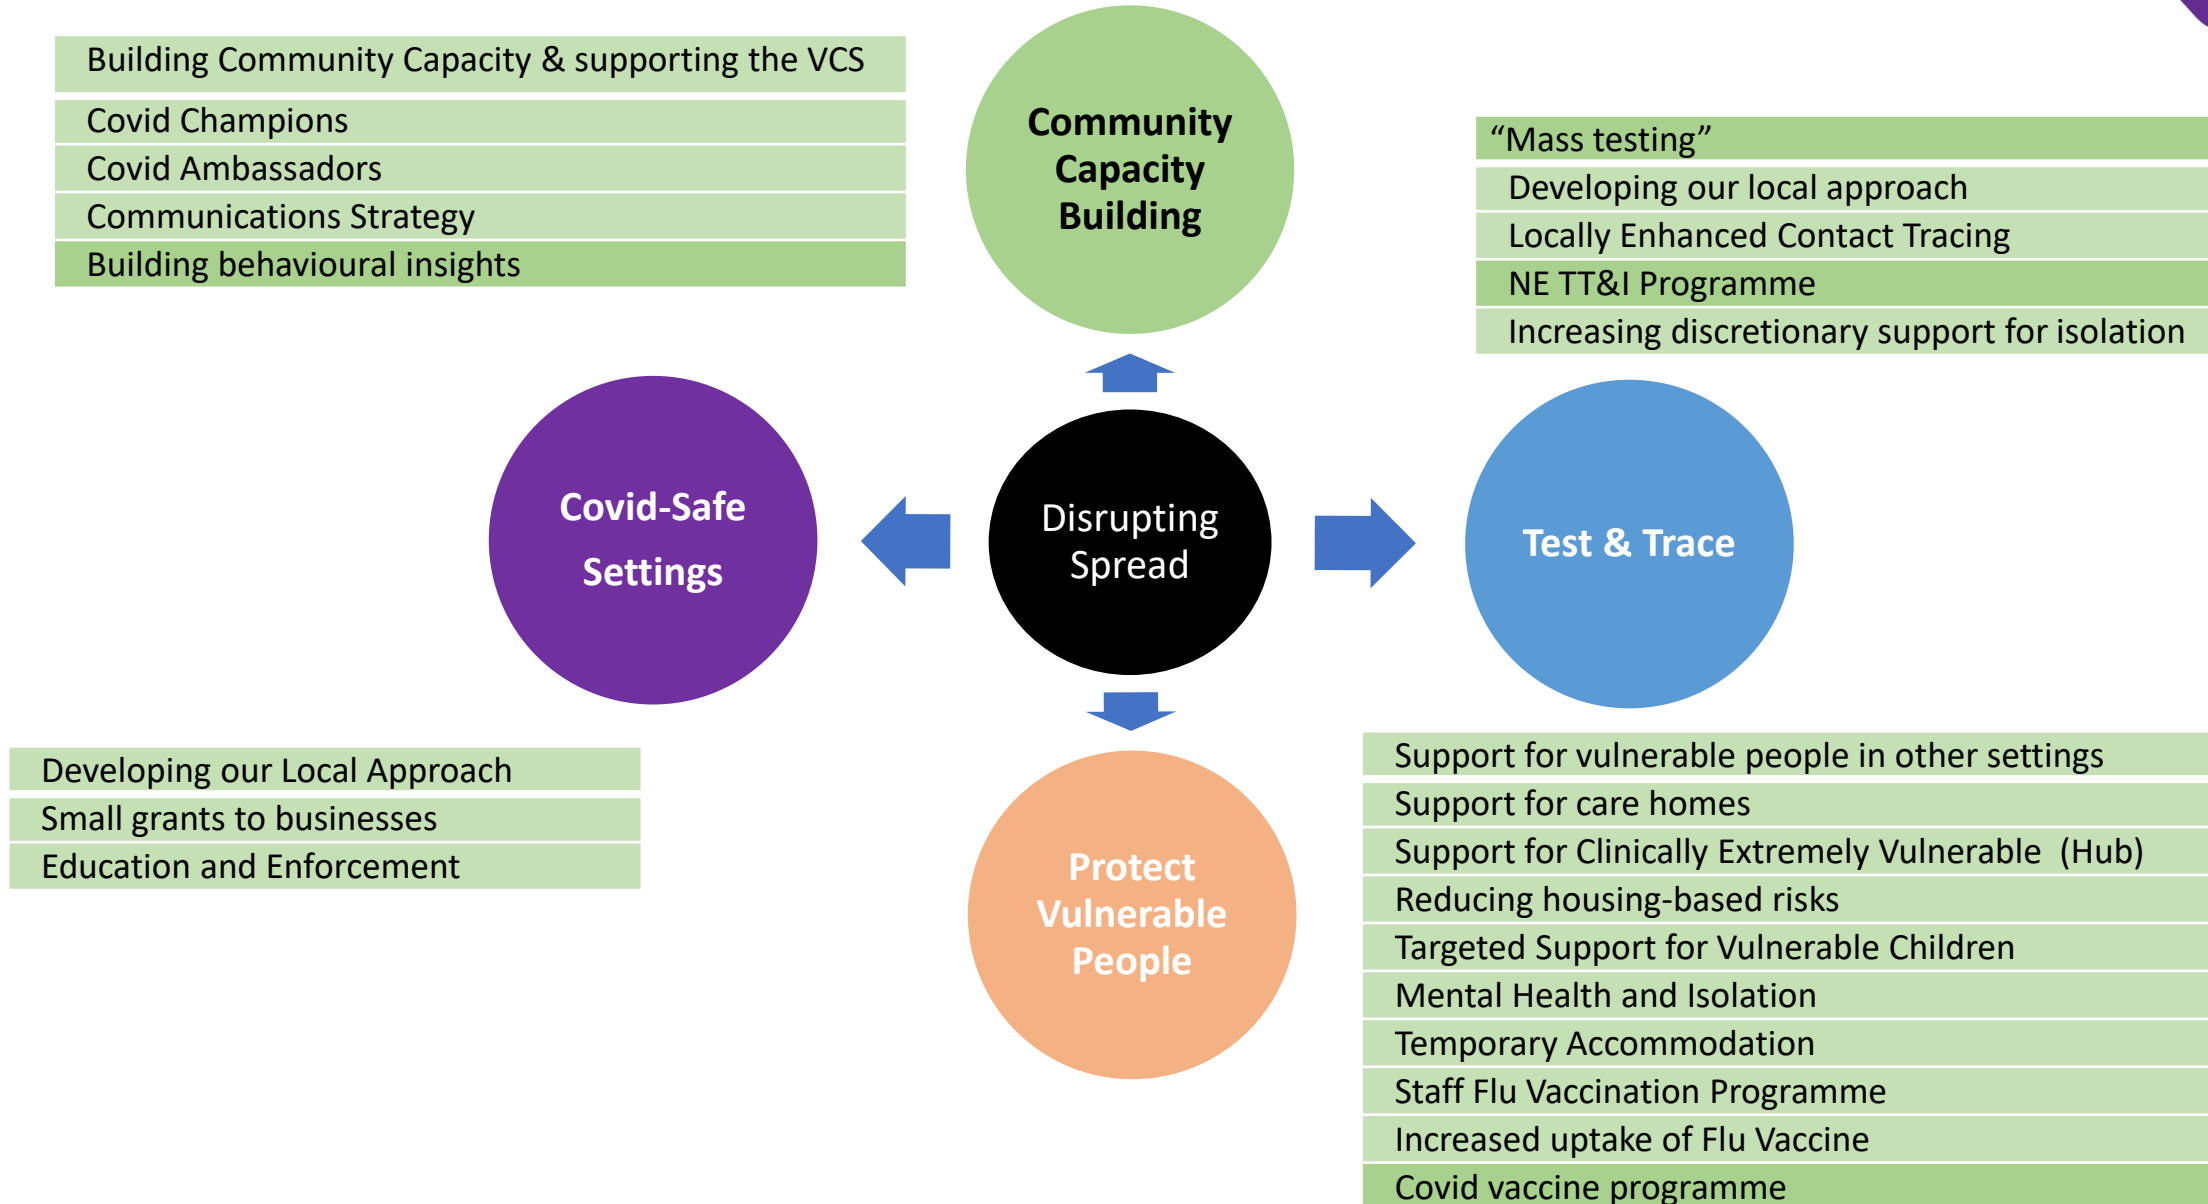 Building Community Capacity & supporting the VCS
Covid Champions
Covid Ambassadors
Communications Strategy
Building behavioural insights
Community
Capacity
Building
“Mass testing”
Developing our local approach
Locally Enhanced Contact Tracing
NE TT&I Programme
Increasing discretionary support for isolation
Covid-Safe
Settings
Disrupting
Spread
Test & Trace
Developing our Local Approach
Small grants to businesses
Education and Enforcement
Protect
Vulnerable
People
Support for vulnerable people in other settings
Support for care homes
Support for Clinically Extremely Vulnerable (Hub)
Reducing housing-based risks
Targeted Support for Vulnerable Children
Mental Health and Isolation
Temporary Accommodation
Staff Flu Vaccination Programme
Increased uptake of Flu Vaccine
Covid vaccine programme